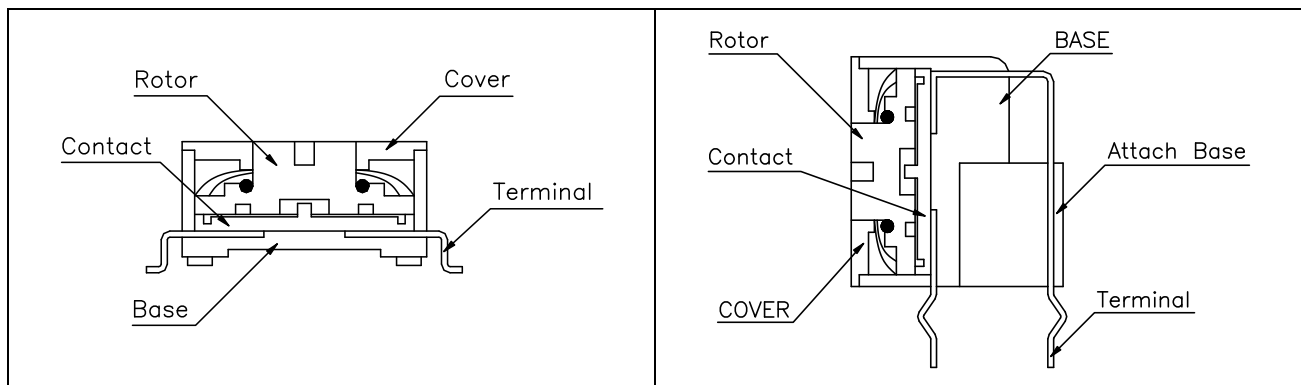 Rotor
Cover
Contact
Terminal
Base
Rotor
BASE
Contact
Attach Base
COVER
Terminal